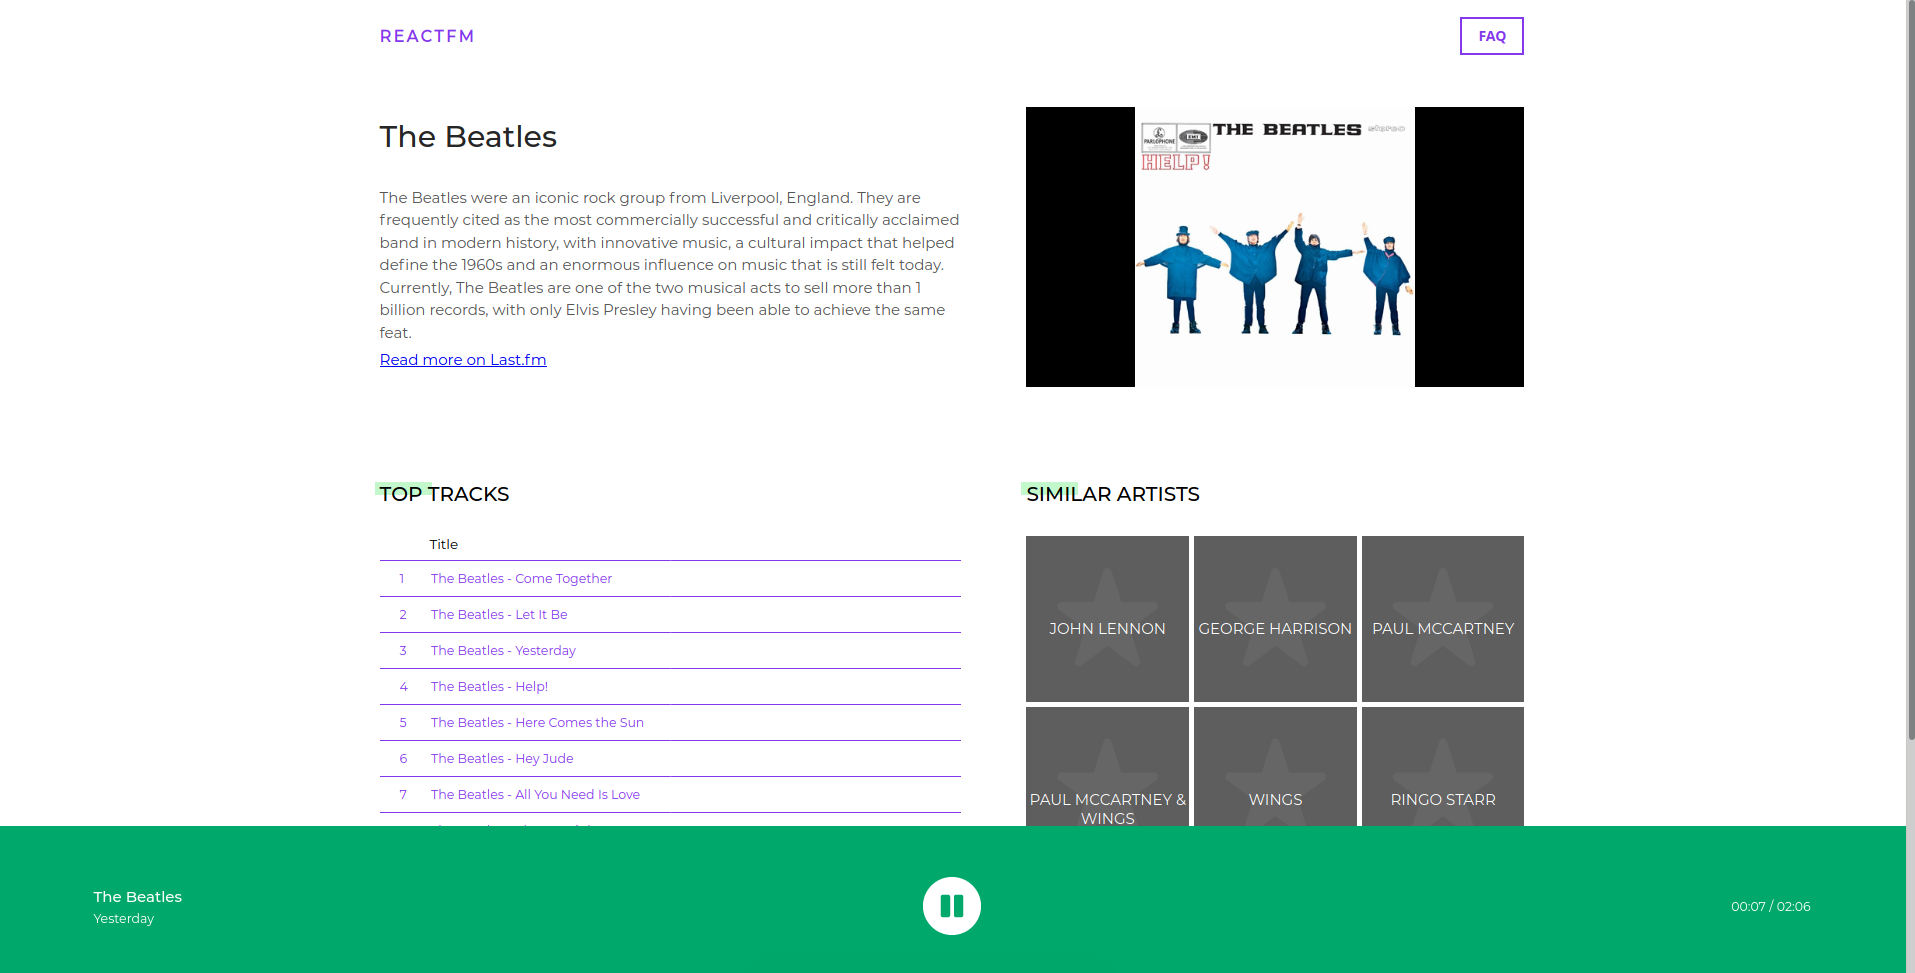 REACTFM
FAQ
The Beatles
The Beatles were an iconic rock group from Liverpool, England. They are
frequently cited as the most commercially successful and critically acclaimed
band in modern history, with innovative music, a cultural impact that helped
define the 1960s and an enormous influence on music that is still felt today.
Currently, The Beatles are one of the two musical acts to sell more than 1
billion records, with only Elvis Presley having been able to achieve the same
feat.
Read more on Last.fm
PARLOPHONE
EMI
THE BEATLES stereo
HELP!
TOP TRACKS
Title
1 The Beatles - Come Together
2 The Beatles - Let It Be
3 The Beatles - Yesterday
4 The Beatles - Help!
5 The Beatles - Here Comes the Sun
6 The Beatles - Hey Jude
7 The Beatles - All You Need Is Love
SIMILAR ARTISTS
JOHN LENNON
GEORGE HARRISON
PAUL MCCARTNEY
PAUL MCCARTNEY &
WINGS
WINGS
RINGO STARR
The Beatles
Yesterday
00:07 / 02:06